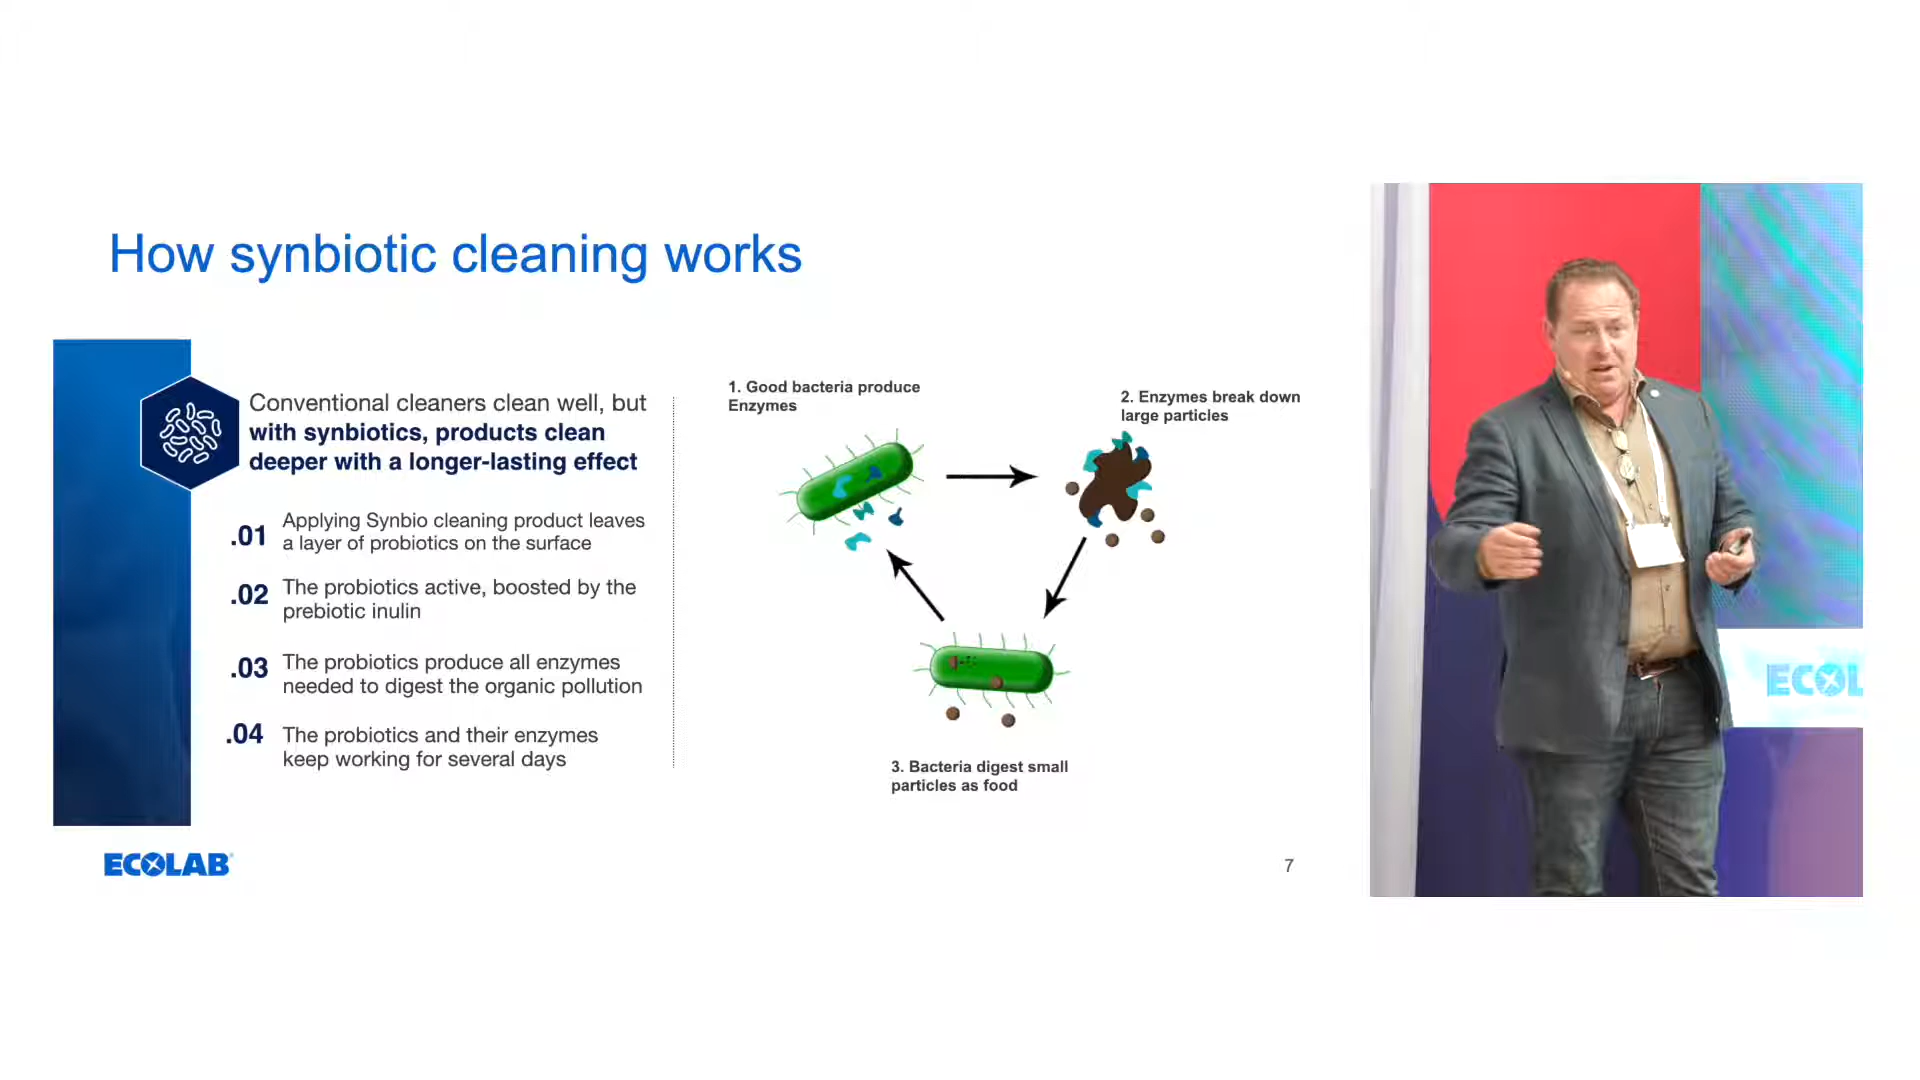 How synbiotic cleaning works
Conventional cleaners clean well, but
with synbiotics, products clean
deeper with a longer-lasting effect
.01
Applying Synbio cleaning product leaves
a layer of probiotics on the surface
.02
The probiotics active, boosted by the
prebiotic inulin
.03
The probiotics produce all enzymes
needed to digest the organic pollution
.04
The probiotics and their enzymes
keep working for several days
1. Good bacteria produce
Enzymes
2. Enzymes break down
large particles
3. Bacteria digest small
particles as food
ECOLAB
7
ECOL